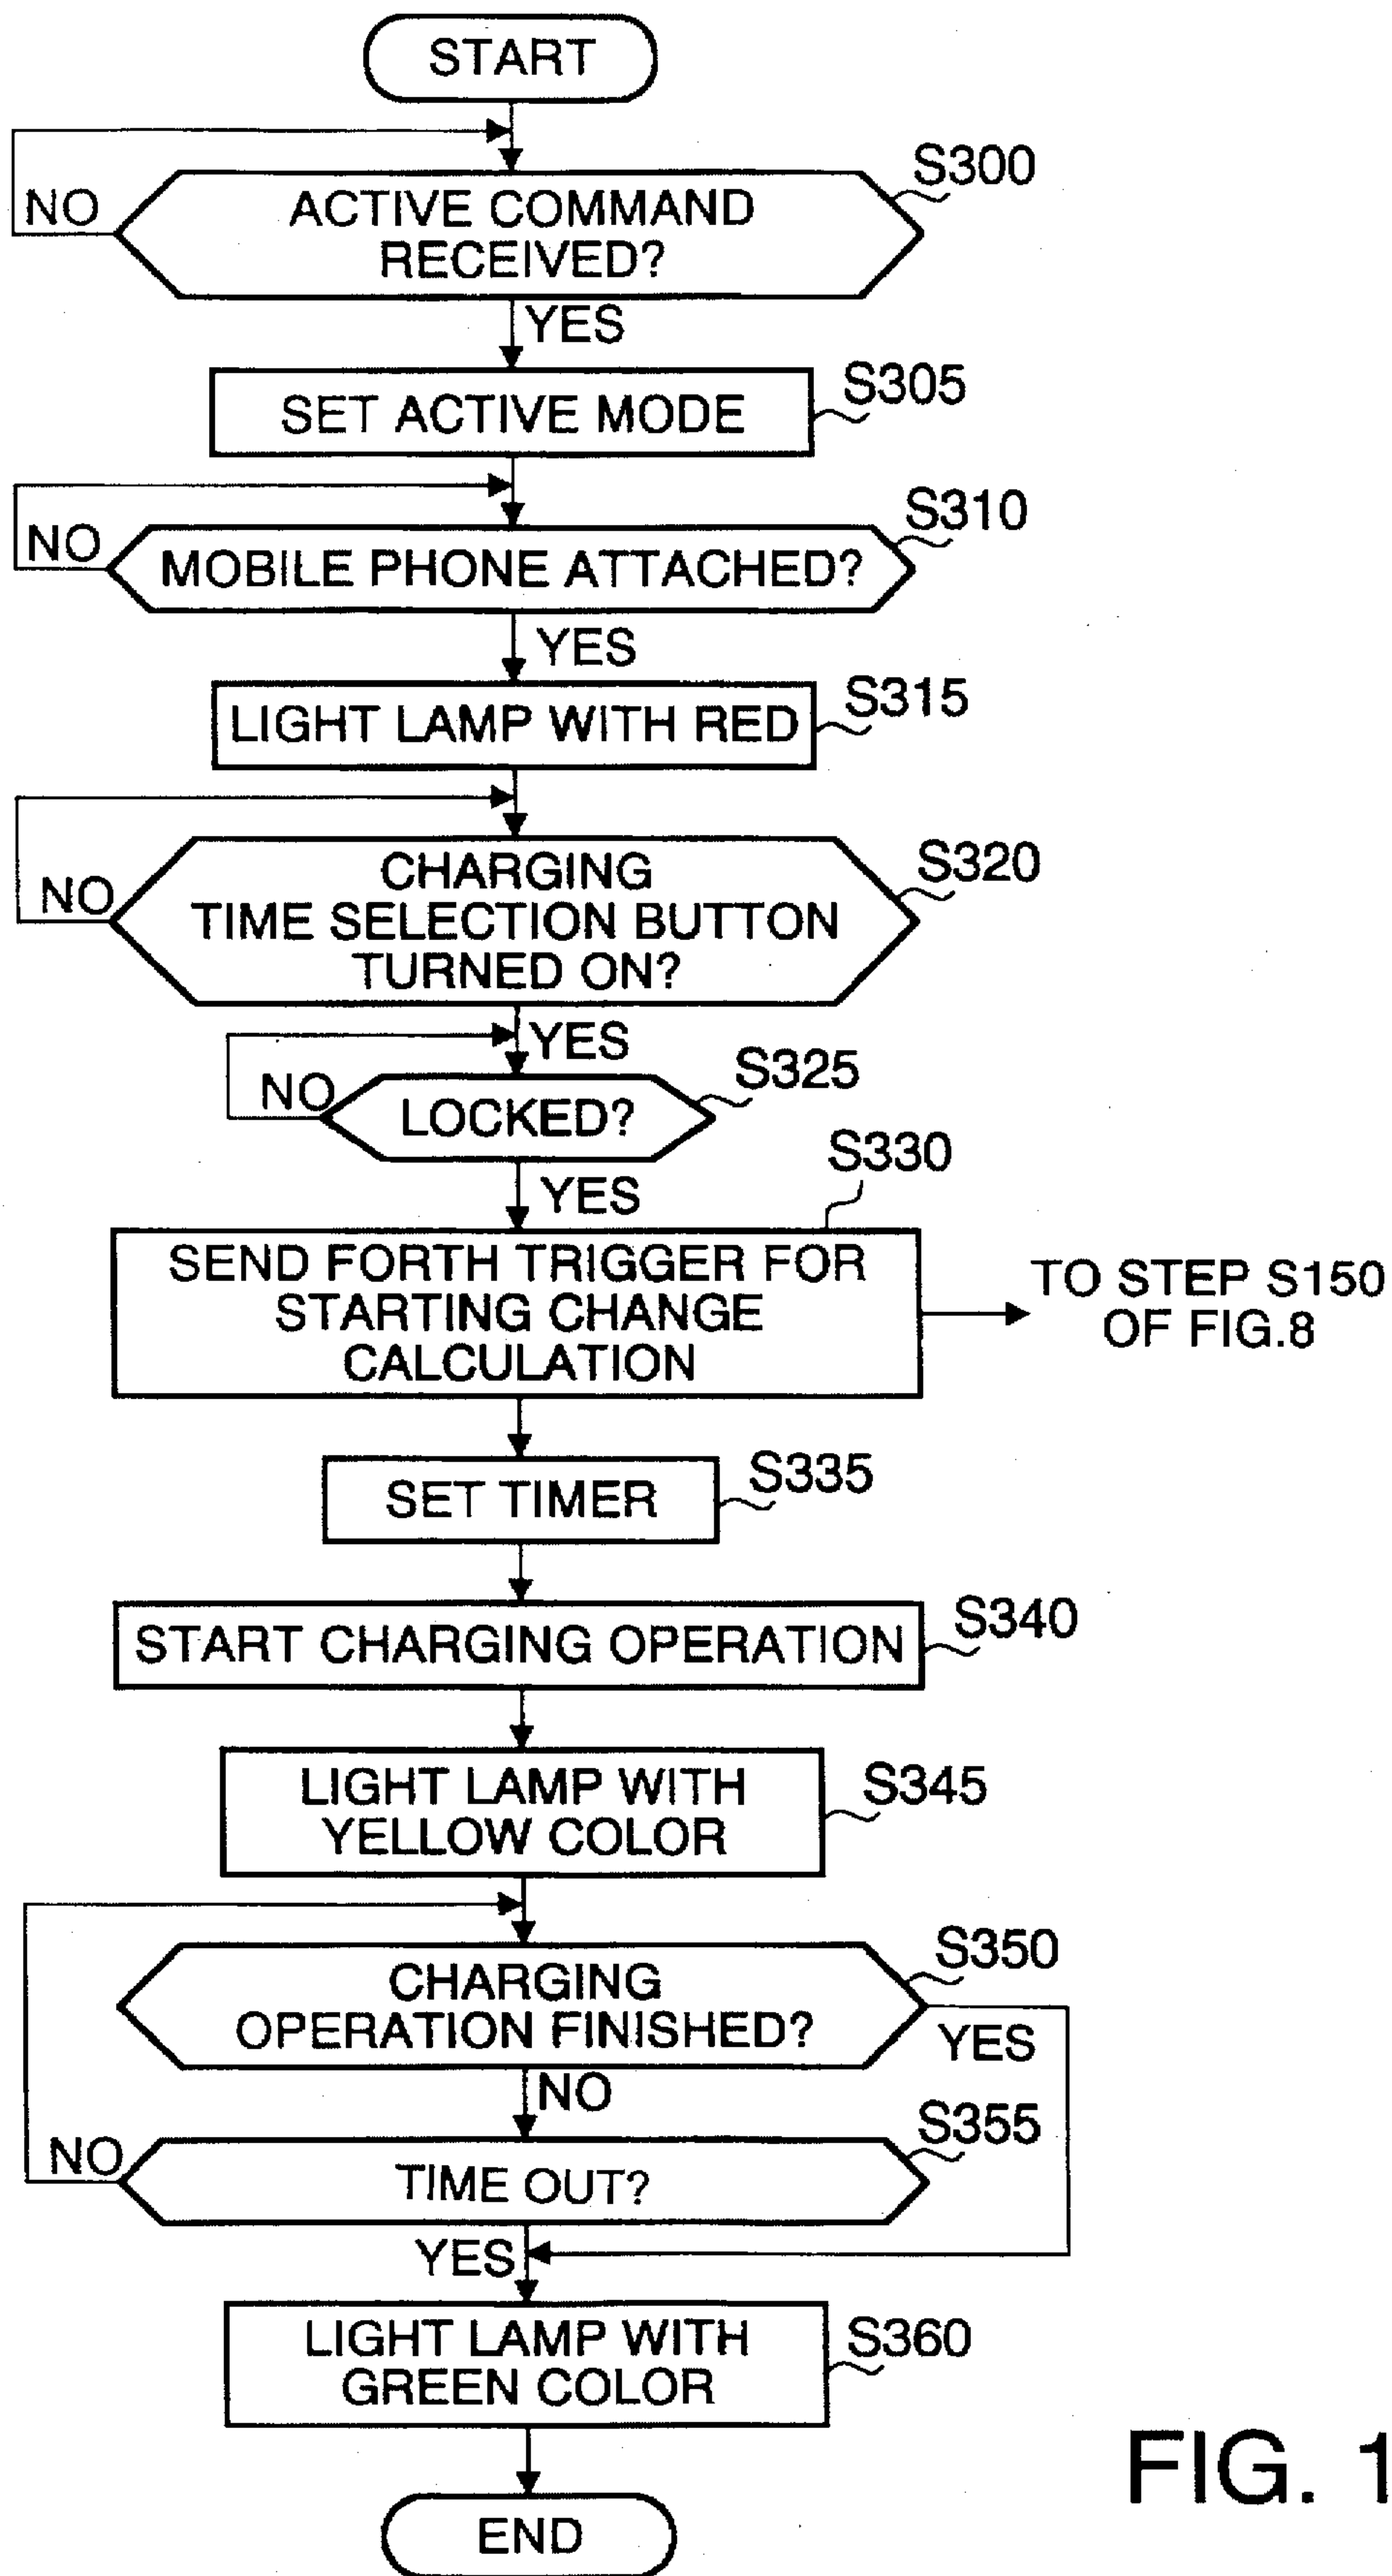 START
NO
S300
ACTIVE COMMAND
RECEIVED?
YES
S305
SET ACTIVE MODE
NO
S310
MOBILE PHONE ATTACHED?
YES
S315
LIGHT LAMP WITH RED
NO
S320
CHARGING
TIME SELECTION BUTTON
TURNED ON?
YES
NO
S325
LOCKED?
YES
S330
SEND FORTH TRIGGER FOR
STARTING CHANGE
CALCULATION
TO STEP S150
OF FIG.8
S335
SET TIMER
S340
START CHARGING OPERATION
S345
LIGHT LAMP WITH
YELLOW COLOR
S350
CHARGING
OPERATION FINISHED?
YES
NO
S355
NO
TIME OUT?
YES
S360
LIGHT LAMP WITH
GREEN COLOR
END
FIG. 1